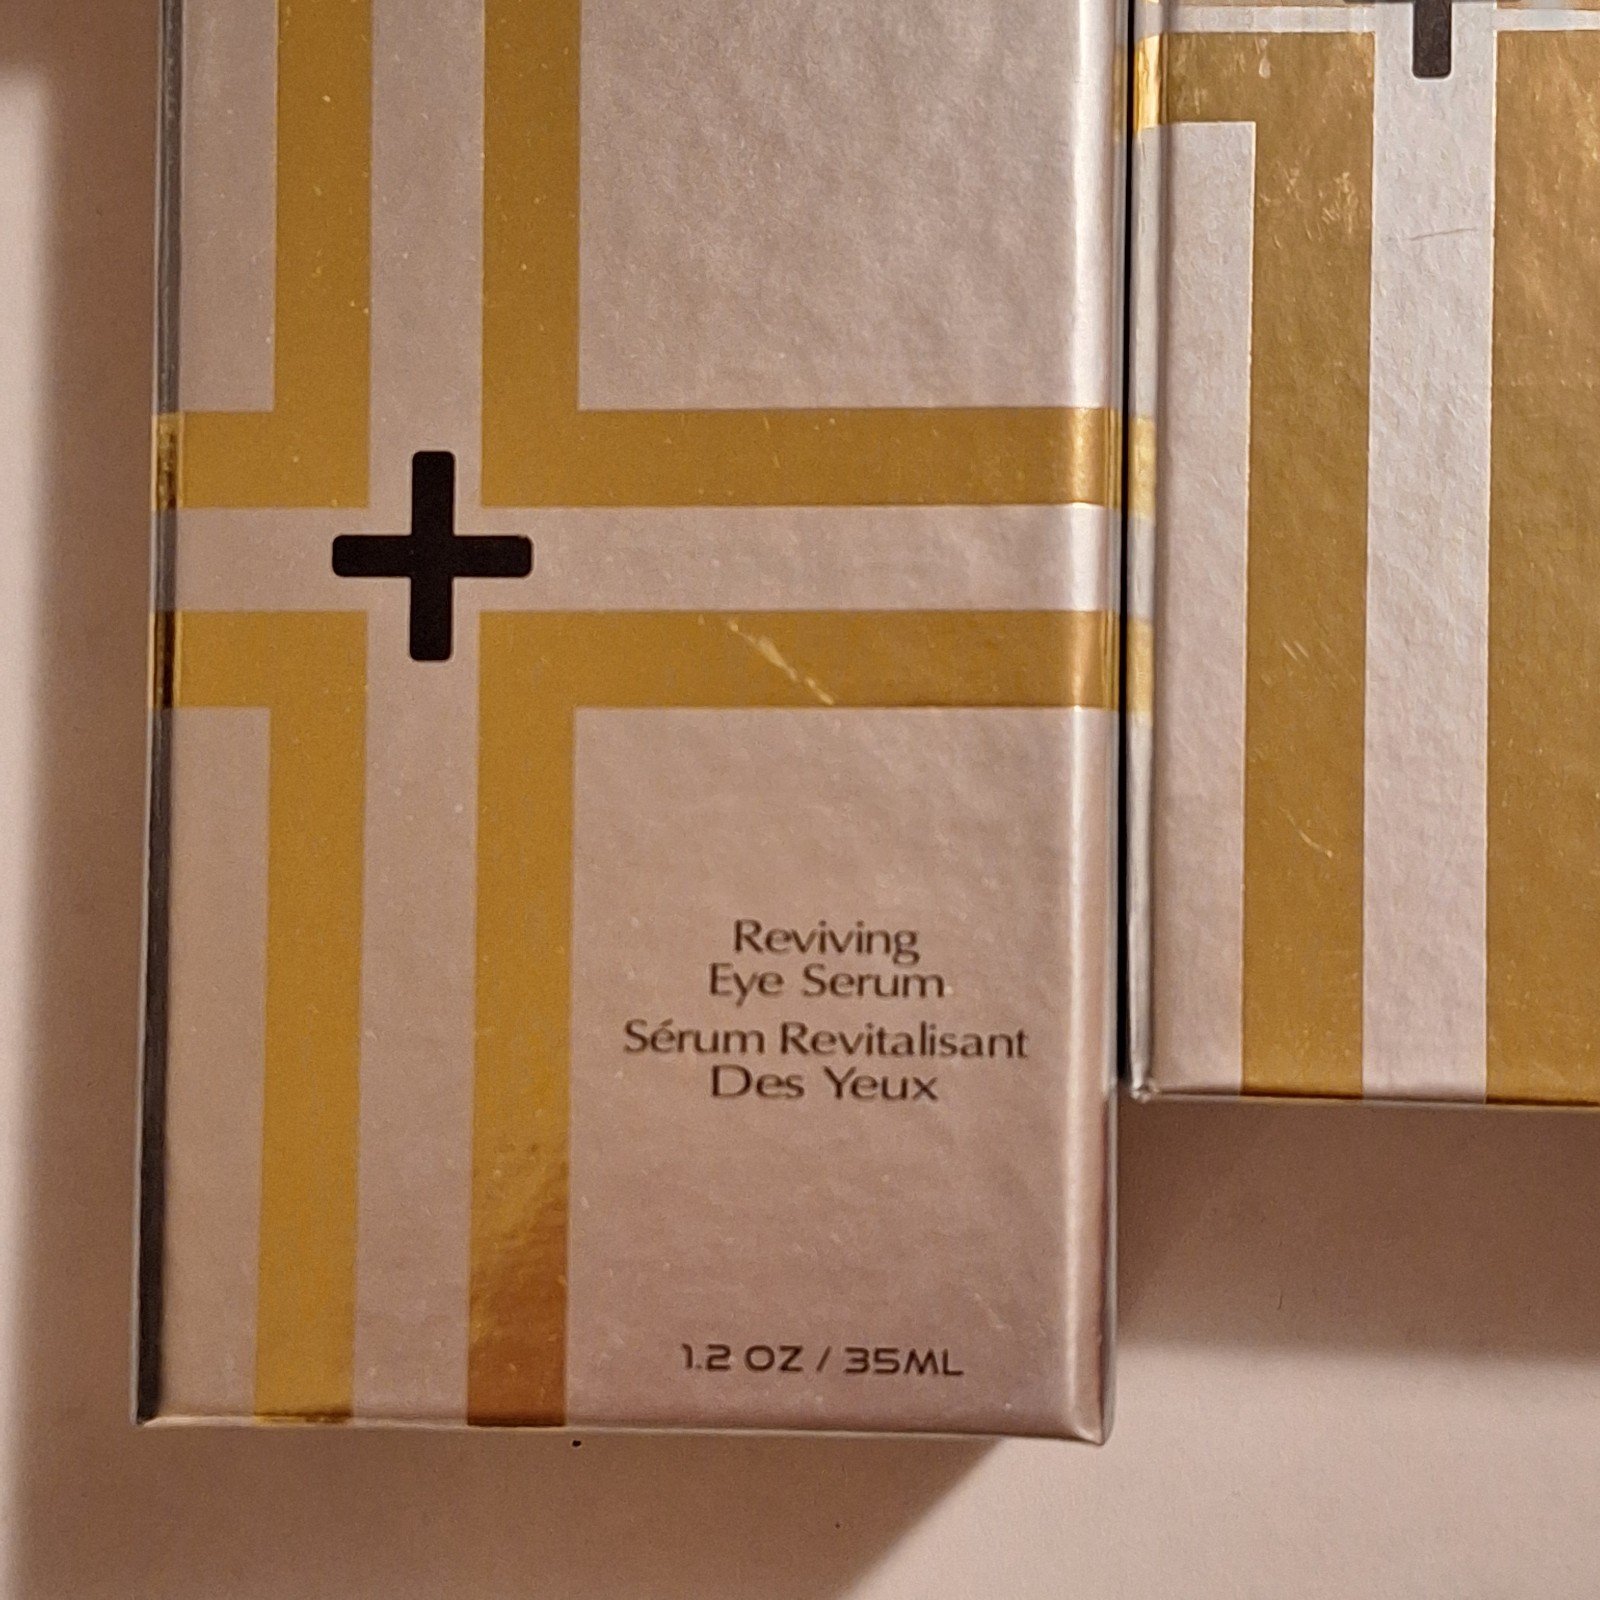 Reviving
Eye Serum
Sérum Revitalisant
Des Yeux
1.2 OZ / 35ML